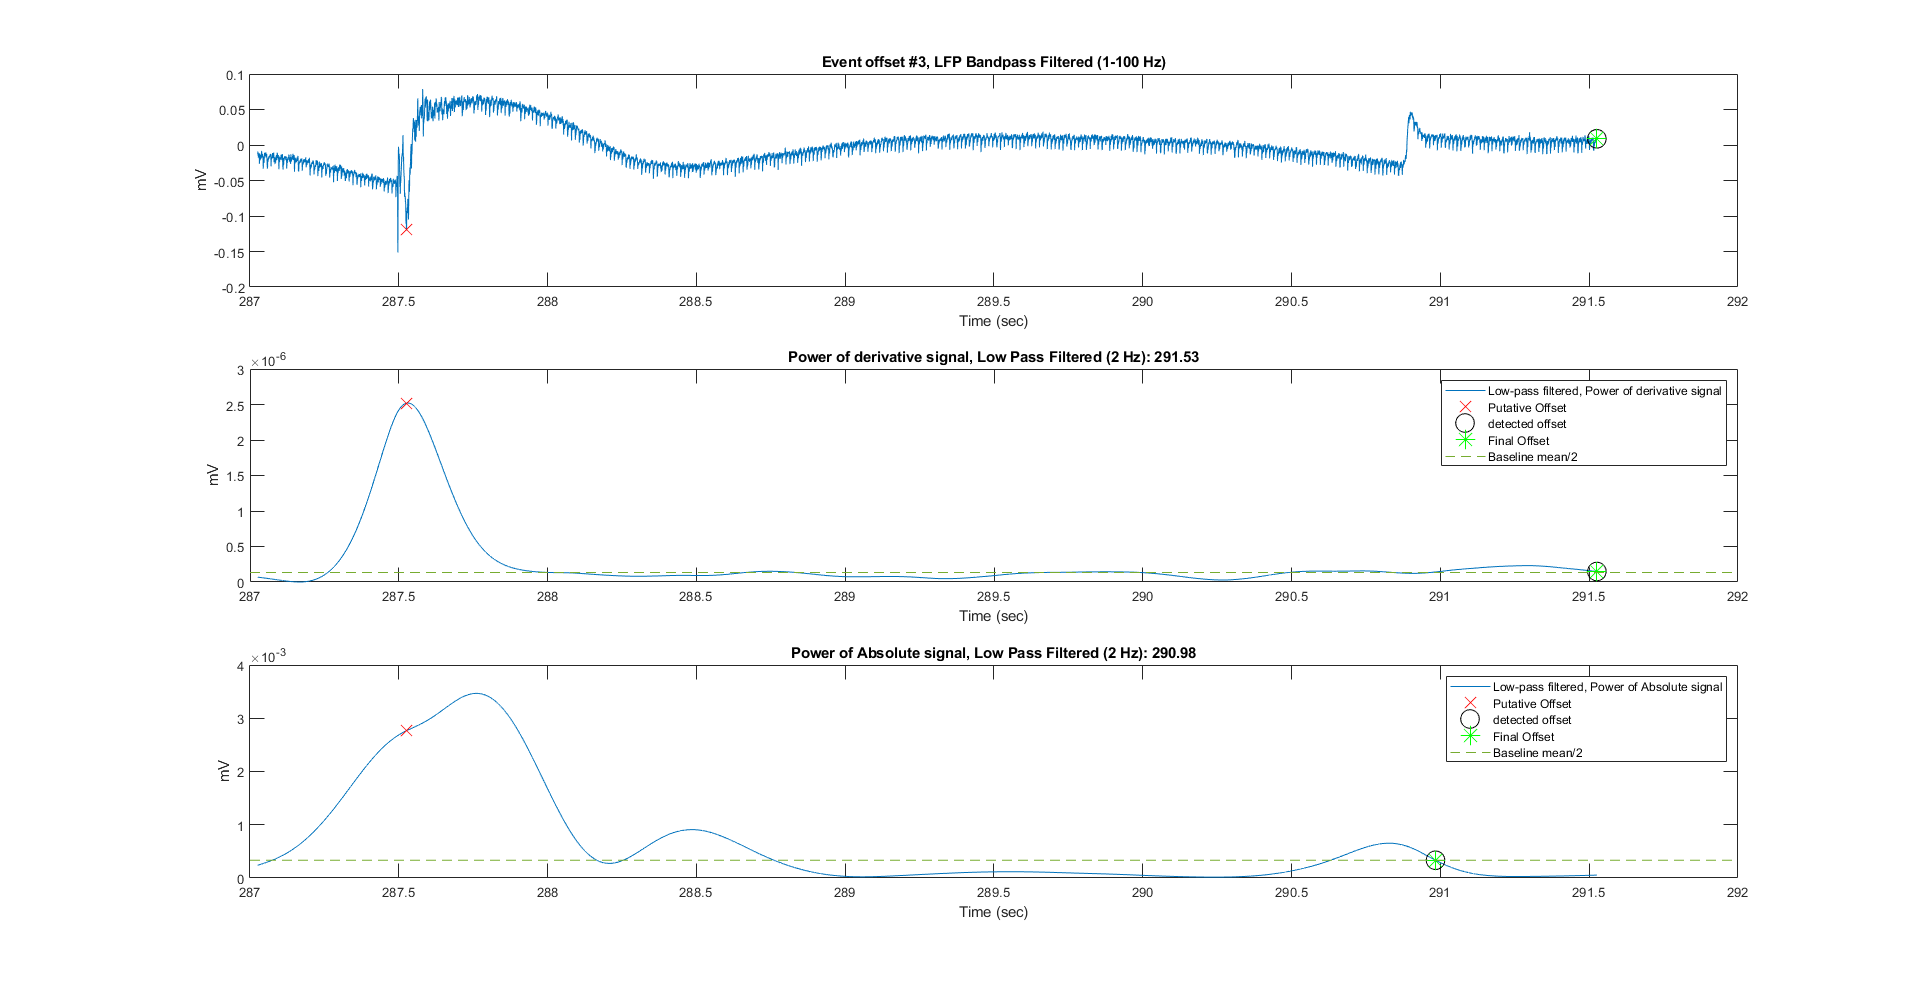 Event offset #3, LFP Bandpass Filtered (1-100 Hz)
0.1
0.05
0
-0.05
-0.1
-0.15
-0.2
mV
287 287.5 288 288.5 289 289.5 290 290.5 291 291.5 292
Time (sec)
Power of derivative signal, Low Pass Filtered (2 Hz): 291.53
×10-6
3
2.5
2
1.5
1
0.5
0
mV
Low-pass filtered, Power of derivative signal
Putative Offset
detected offset
Final Offset
Baseline mean/2
287 287.5 288 288.5 289 289.5 290 290.5 291 291.5 292
Time (sec)
Power of Absolute signal, Low Pass Filtered (2 Hz): 290.98
×10-3
4
3
2
1
0
mV
Low-pass filtered, Power of Absolute signal
Putative Offset
detected offset
Final Offset
Baseline mean/2
287 287.5 288 288.5 289 289.5 290 290.5 291 291.5 292
Time (sec)